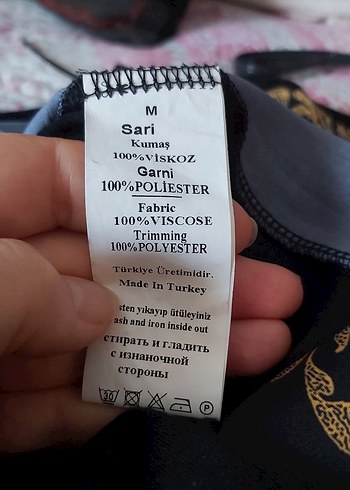 M
Sari
Kumaş
100%VİSKOZ
Garni
100%POLİESTER
Fabric
100%VISCOSE
Trimming
100%POLYESTER
Türkiye Üretimidir.
Made In Turkey
yıkayıp ütüleyiniz
and iron inside out
стирать и гладить
с изнаночной
стороны
30
P